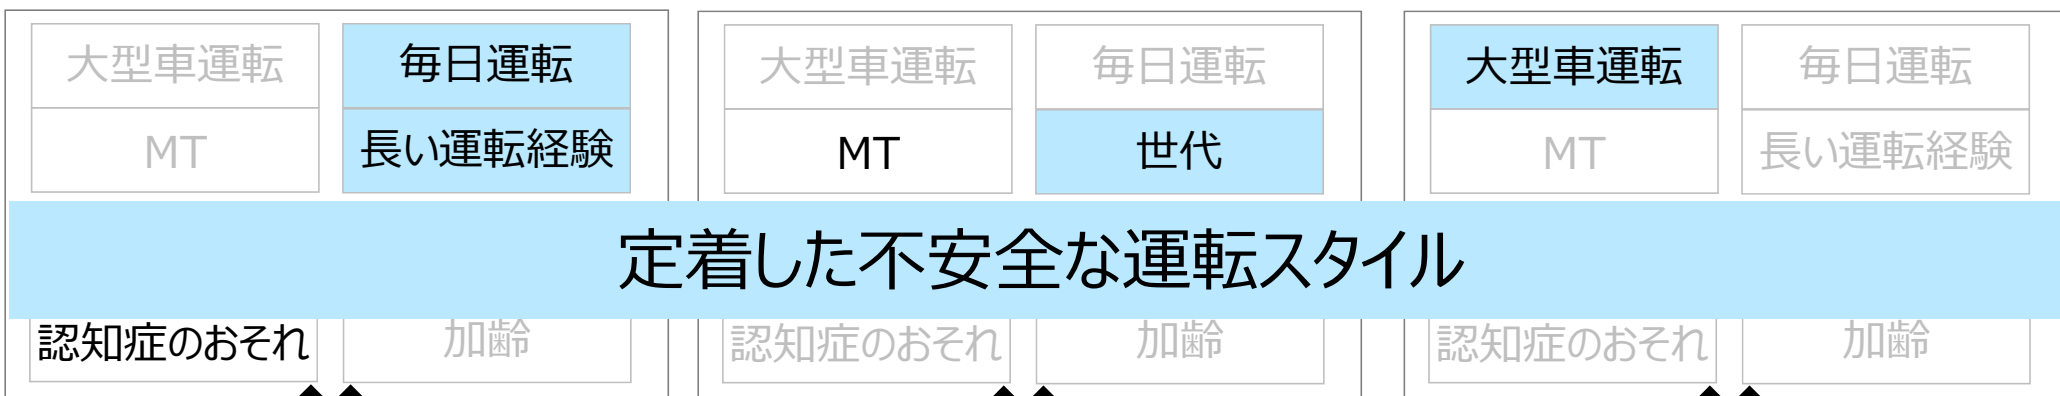 大型車運転 毎日運転 大型車運転 毎日運転 大型車運転 毎日運転
MT 長い運転経験 MT 世代 MT 長い運転経験
定着した不安全な運転スタイル
認知症のおそれ 加齢 認知症のおそれ 加齢 認知症のおそれ 加齢